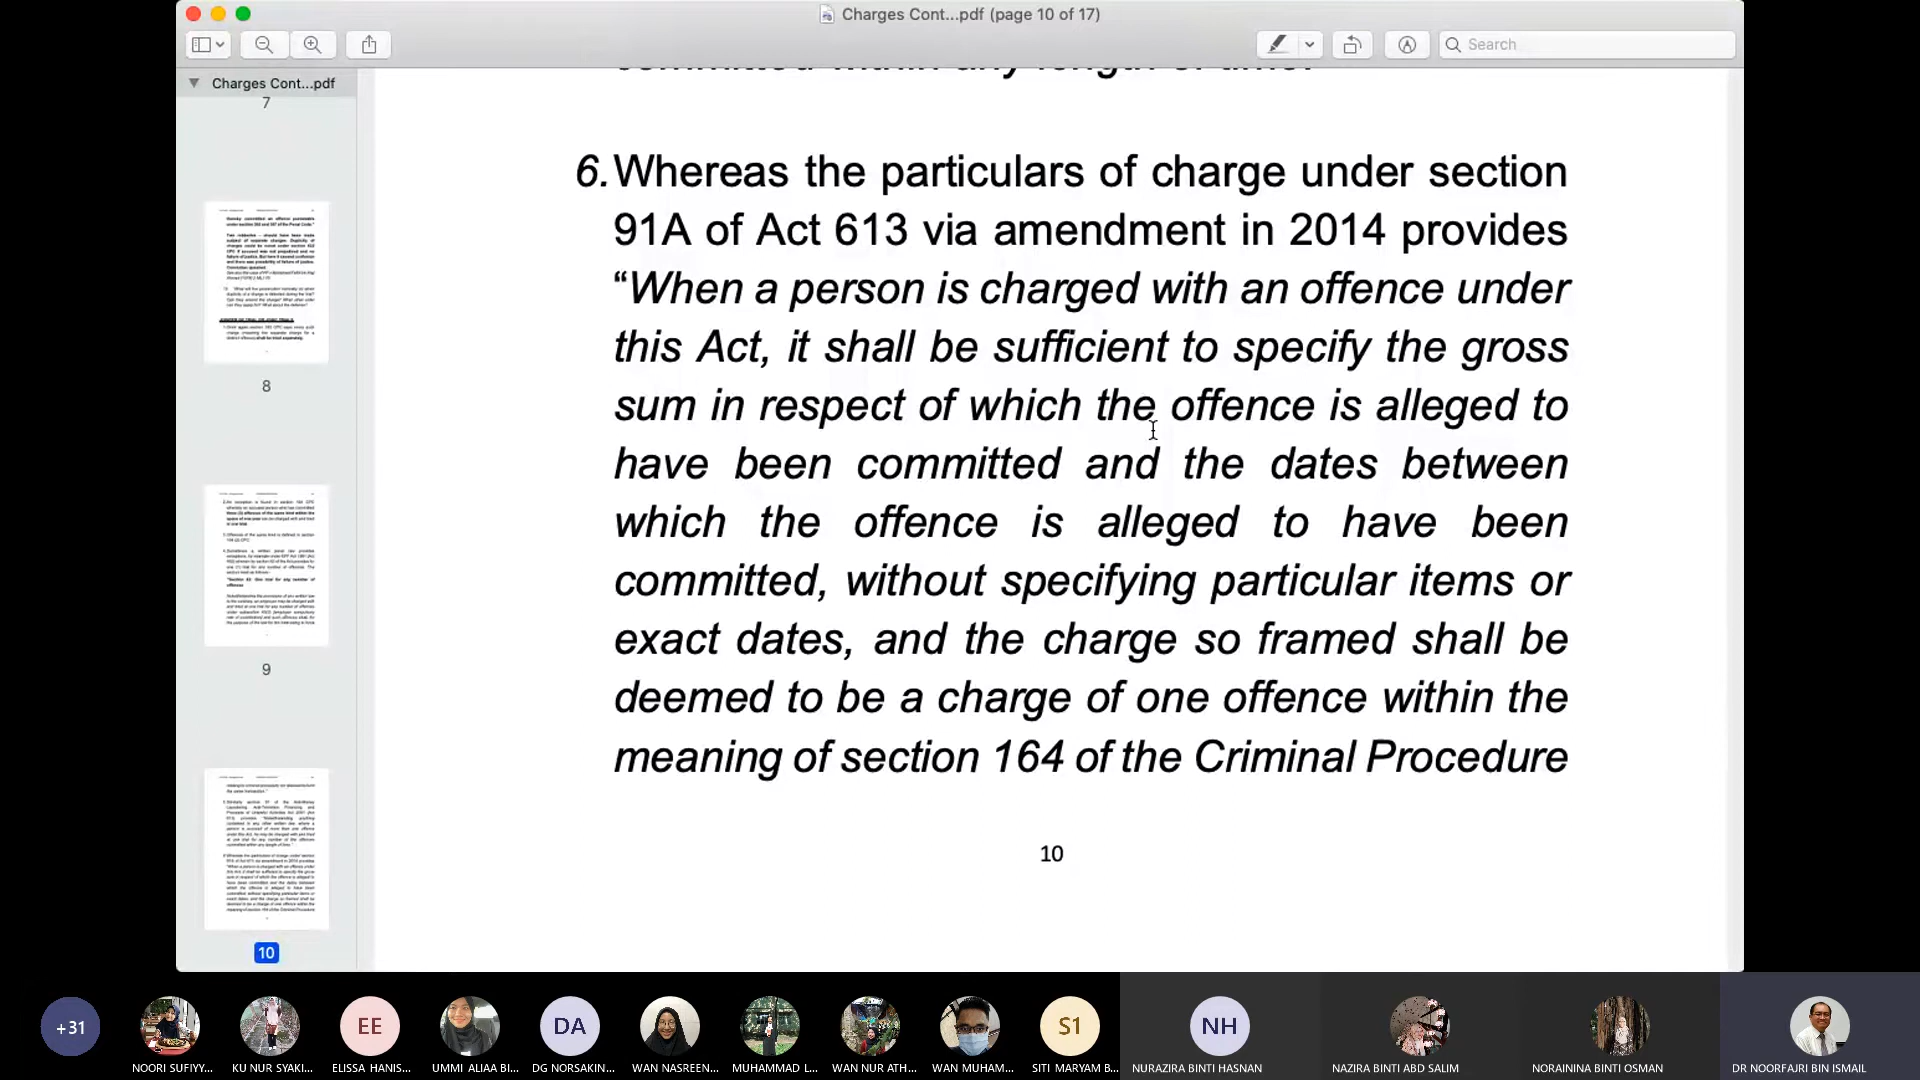 Charges Cont...pdf (page 10 of 17)
Search
Charges Cont...pdf
7
8
9
10
committed within any length of time.
6. Whereas the particulars of charge under section
91A of Act 613 via amendment in 2014 provides
“When a person is charged with an offence under
this Act, it shall be sufficient to specify the gross
sum in respect of which the offence is alleged to
have been committed and the dates between
which the offence is alleged to have been
committed, without specifying particular items or
exact dates, and the charge so framed shall be
deemed to be a charge of one offence within the
meaning of section 164 of the Criminal Procedure
10
+31
EE
DA
S1
NH
NOORI SUFIYY...
KU NUR SYAKI...
ELISSA HANIS...
UMMI ALIAA BI...
DG NORSAKIN...
WAN NASREEN...
MUHAMMAD L...
WAN NUR ATH...
WAN MUHAM...
SITI MARYAM B...
NURAZIRA BINTI HASNAN
NAZIRA BINTI ABD SALIM
NORAININA BINTI OSMAN
DR NOORFAJRI BIN ISMAIL